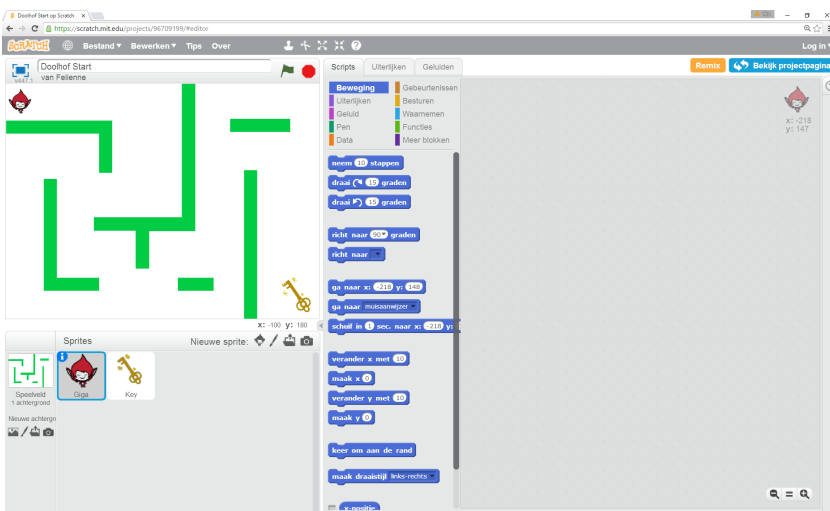 Doolhof Start op Scratch
https://scratch.mit.edu/projects/96709199/#editor
SCRATCH Bestand Bewerken Tips Over Log in
Doolhof Start
van Felienne
v447.1
Scripts Uiterlijken Geluiden
Remix Bekijk projectpagina
Beweging Gebeurtenissen
Uiterlijken Besturen
Geluid Waarnemen
Pen Functies
Data Meer blokken
x: -218
y: 147
neem 10 stappen
draai 15 graden
draai 15 graden
richt naar 90 graden
richt naar
ga naar x: -218 y: 148
ga naar muisaanwijzer
schuif in 1 sec. naar x: -218 y:
verander x met 10
maak x 0
verander y met 10
maak y 0
keer om aan de rand
maak draaistijl links-rechts
x-positie
X: -100 y: 180
Sprites Nieuwe sprite:
Speelveld
1 achtergrond
Nieuwe achtergr
Giga
Key